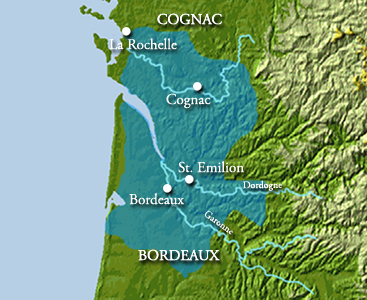 COGNAC
La Rochelle
Cognac
St. Emilion
Dordogne
Bordeaux
Garonne
BORDEAUX